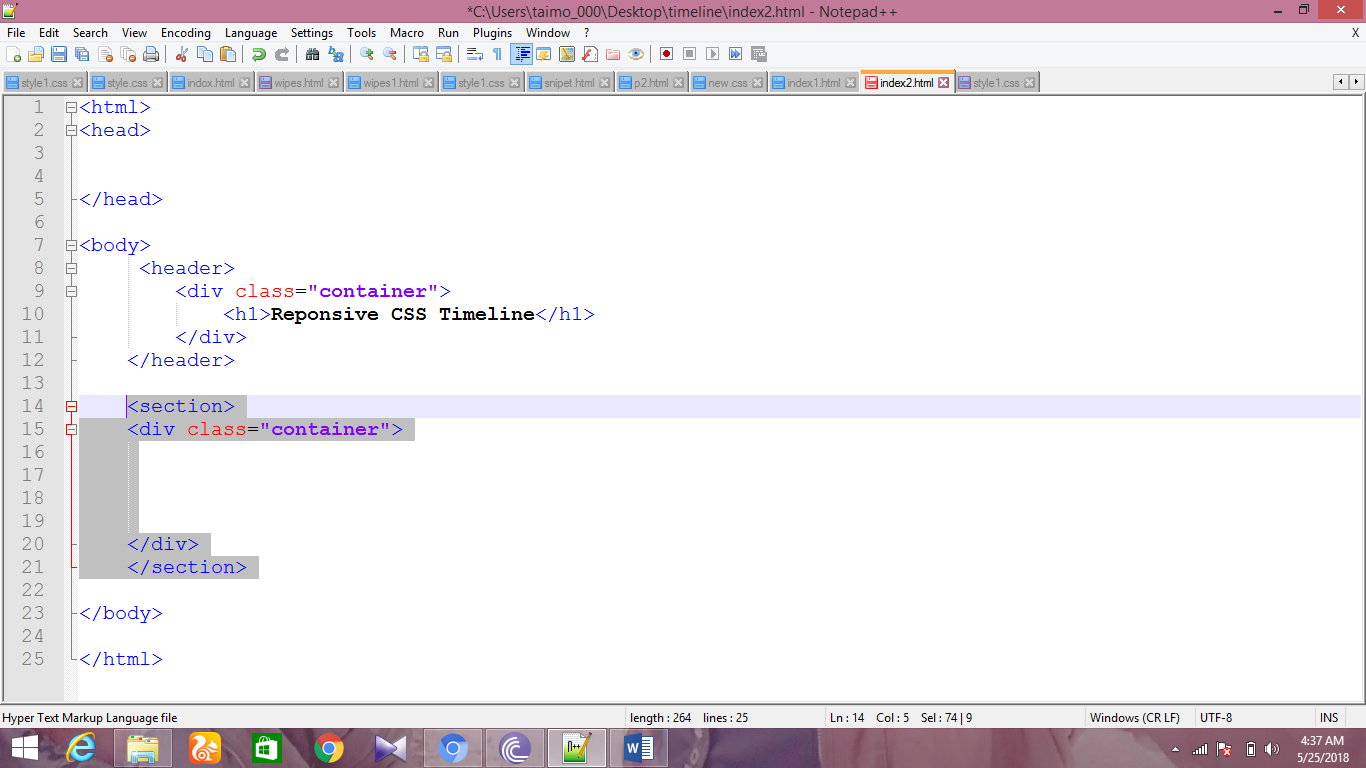 *C:\Users\taimo_000\Desktop\timeline\index2.html - Notepad++
File Edit Search View Encoding Language Settings Tools Macro Run Plugins Window ? X
style1.css style.css indox.html wipes.html wipes1.html style1.css snipet.html p2.html new.css index1.html index2.html style1.css
1 <html>
2 <head>
3
4
5 </head>
6
7 <body>
8 <header>
9 <div class="container">
10 <h1>Reponsive CSS Timeline</h1>
11 </div>
12 </header>
13
14 <section>
15 <div class="container">
16
17
18
19
20 </div>
21 </section>
22
23 </body>
24
25 </html>
Hyper Text Markup Language file length : 264 lines : 25 Ln : 14 Col : 5 Sel : 74 | 9 Windows (CR LF) UTF-8 INS
4:37 AM
5/25/2018